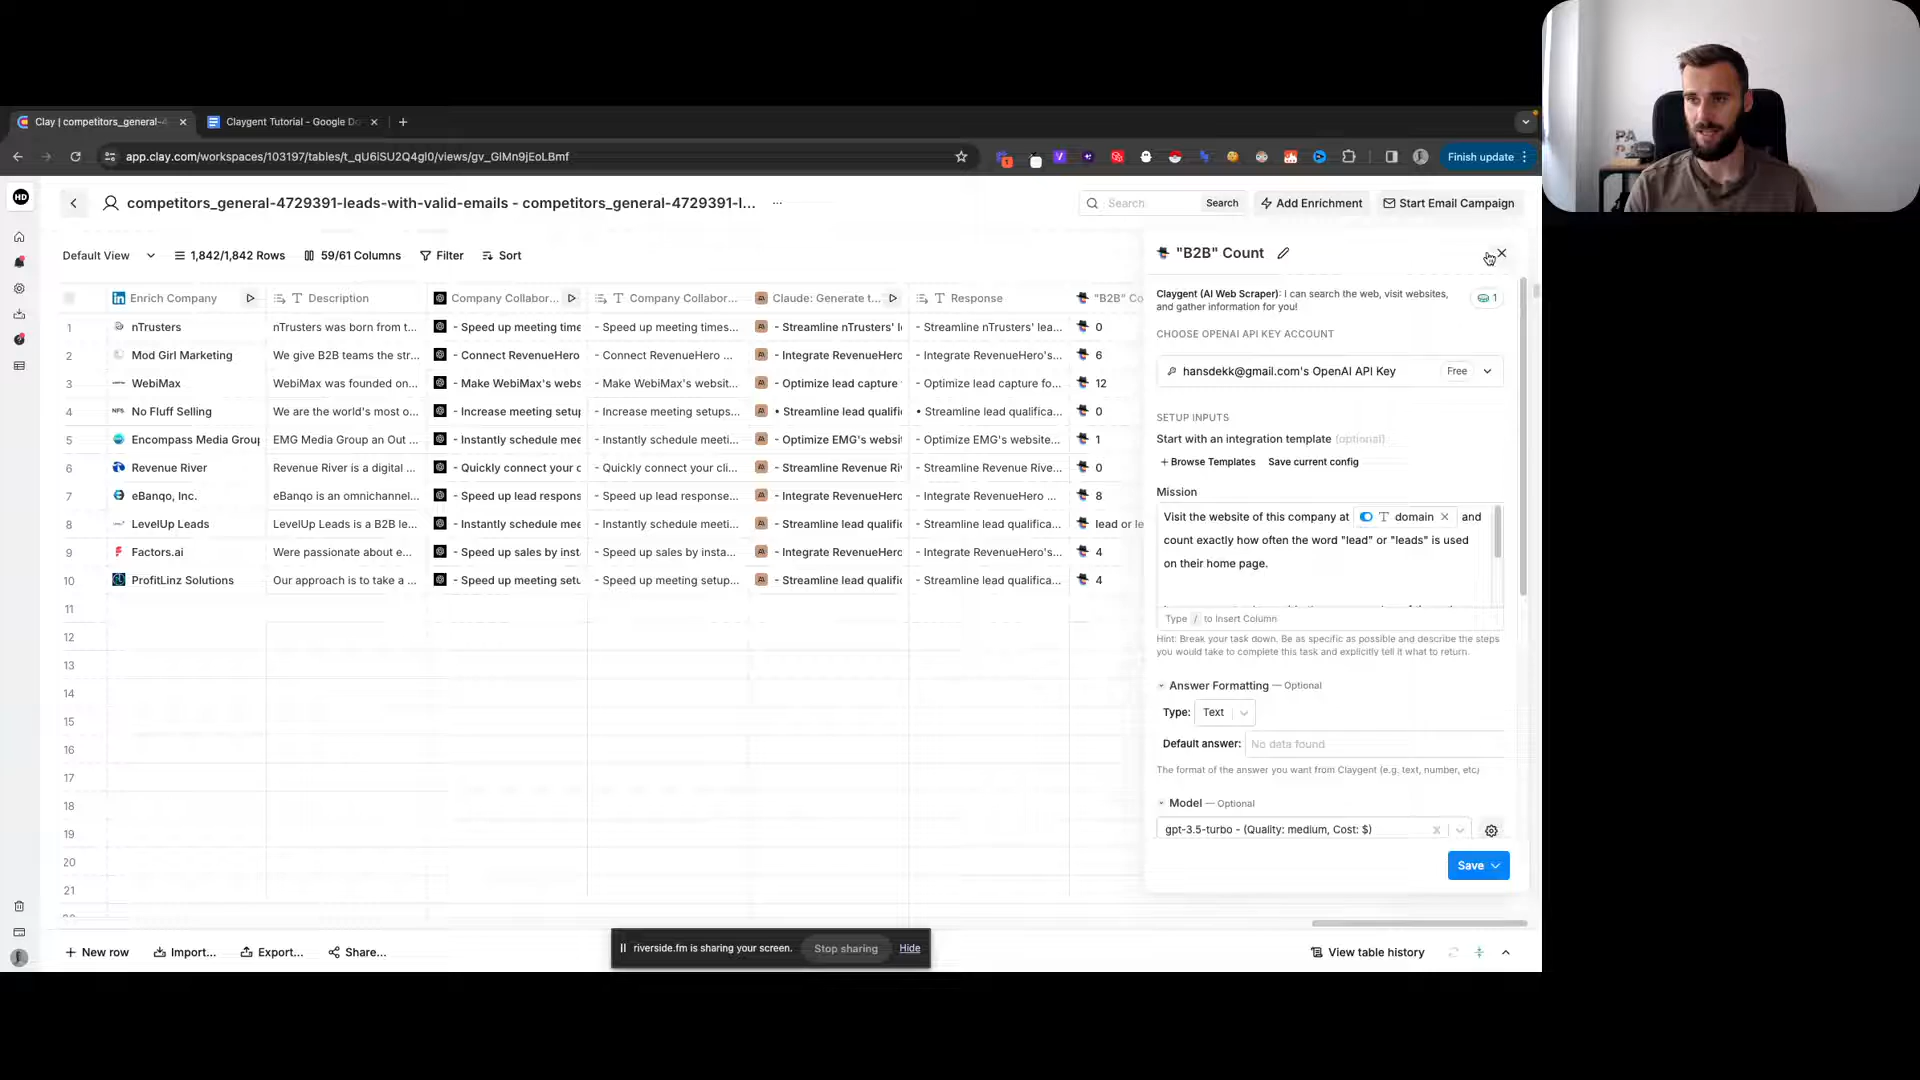 Clay | competitors_general-4
Claygent Tutorial - Google Do
app.clay.com/workspaces/103197/tables/t_qU6iSU2Q4gl0/views/gv_GlMn9jEoLBmf
Finish update
HD
competitors_general-4729391-leads-with-valid-emails - competitors_general-4729391-l...
Search
Search
Add Enrichment
Start Email Campaign
Default View
1,842/1,842 Rows
59/61 Columns
Filter
Sort
Enrich Company
Description
Company Collabor...
Company Collabor...
Claude: Generate t...
Response
"B2B" Co
1 nTrusters nTrusters was born from t... - Speed up meeting time - Speed up meeting times... - Streamline nTrusters' l - Streamline nTrusters' lea... 0
2 Mod Girl Marketing We give B2B teams the str... - Connect RevenueHero - Connect RevenueHero ... - Integrate RevenueHero - Integrate RevenueHero's... 6
3 WebiMax WebiMax was founded on... - Make WebiMax's webs - Make WebiMax's websit... - Optimize lead capture - Optimize lead capture fo... 12
4 No Fluff Selling We are the world's most o... - Increase meeting setup - Increase meeting setups... • Streamline lead qualifi • Streamline lead qualifica... 0
5 Encompass Media Group EMG Media Group an Out ... - Instantly schedule mee - Instantly schedule meeti... - Optimize EMG's websit - Optimize EMG's website... 1
6 Revenue River Revenue River is a digital ... - Quickly connect your c - Quickly connect your cli... - Streamline Revenue Ri - Streamline Revenue Rive... 0
7 eBanqo, Inc. eBanqo is an omnichannel... - Speed up lead respons - Speed up lead response... - Integrate RevenueHero - Integrate RevenueHero ... 8
8 LevelUp Leads LevelUp Leads is a B2B le... - Instantly schedule mee - Instantly schedule meeti... - Streamline lead qualifi - Streamline lead qualifica... lead or le
9 Factors.ai Were passionate about e... - Speed up sales by inst - Speed up sales by insta... - Integrate RevenueHero - Integrate RevenueHero's... 4
10 ProfitLinz Solutions Our approach is to take a ... - Speed up meeting setu - Speed up meeting setup... - Streamline lead qualifi - Streamline lead qualifica... 4
11
12
13
14
15
16
17
18
19
20
21
"B2B" Count
Claygent (AI Web Scraper): I can search the web, visit websites,
and gather information for you!
1
CHOOSE OPENAI API KEY ACCOUNT
hansdekk@gmail.com's OpenAI API Key
Free
SETUP INPUTS
Start with an integration template (optional)
+ Browse Templates
Save current config
Mission
Visit the website of this company at domain and
count exactly how often the word "lead" or "leads" is used
on their home page.
Type / to Insert Column
Hint: Break your task down. Be as specific as possible and describe the steps
you would take to complete this task and explicitly tell it what to return.
Answer Formatting — Optional
Type: Text
Default answer: No data found
The format of the answer you want from Claygent (e.g. text, number, etc)
Model — Optional
gpt-3.5-turbo - (Quality: medium, Cost: $)
Save
+ New row
Import...
Export...
Share...
riverside.fm is sharing your screen.
Stop sharing
Hide
View table history